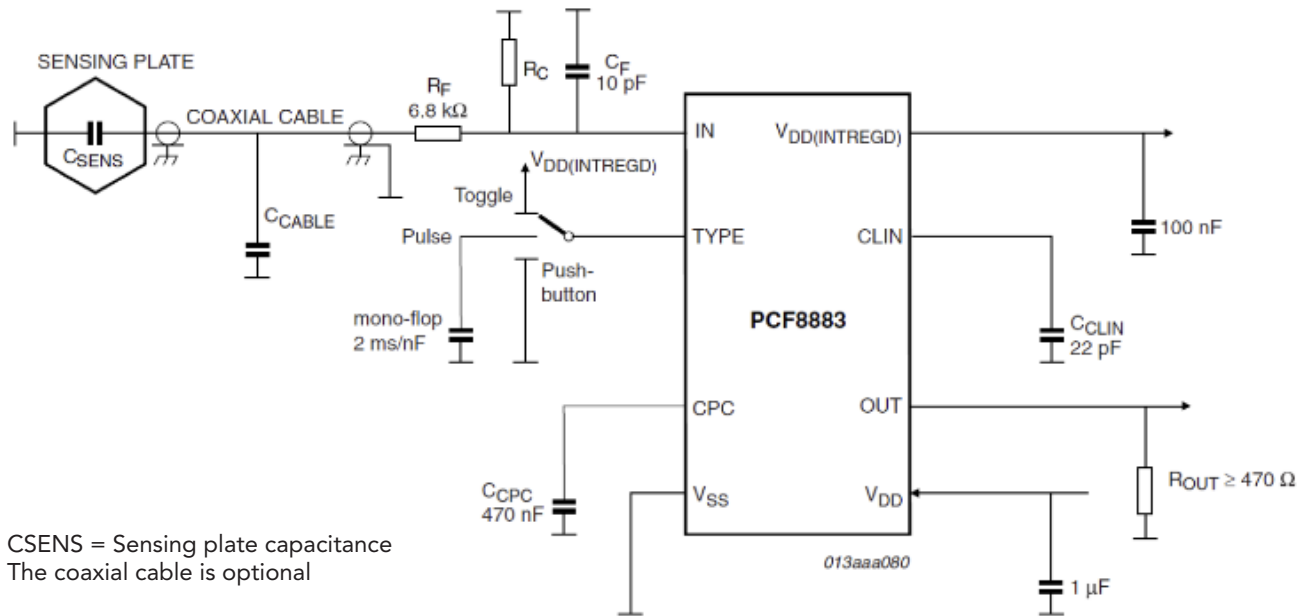 SENSING PLATE
CSENS
COAXIAL CABLE
CCABLE
RF
6.8 kΩ
RC
CF
10 pF
VDD(INTREGD)
Toggle
Pulse
Push-
button
mono-flop
2 ms/nF
CCPC
470 nF
IN
TYPE
CPC
VSS
PCF8883
VDD(INTREGD)
CLIN
OUT
VDD
100 nF
CCLIN
22 pF
ROUT ≥ 470 Ω
1 μF
013aaa080
CSENS = Sensing plate capacitance
The coaxial cable is optional